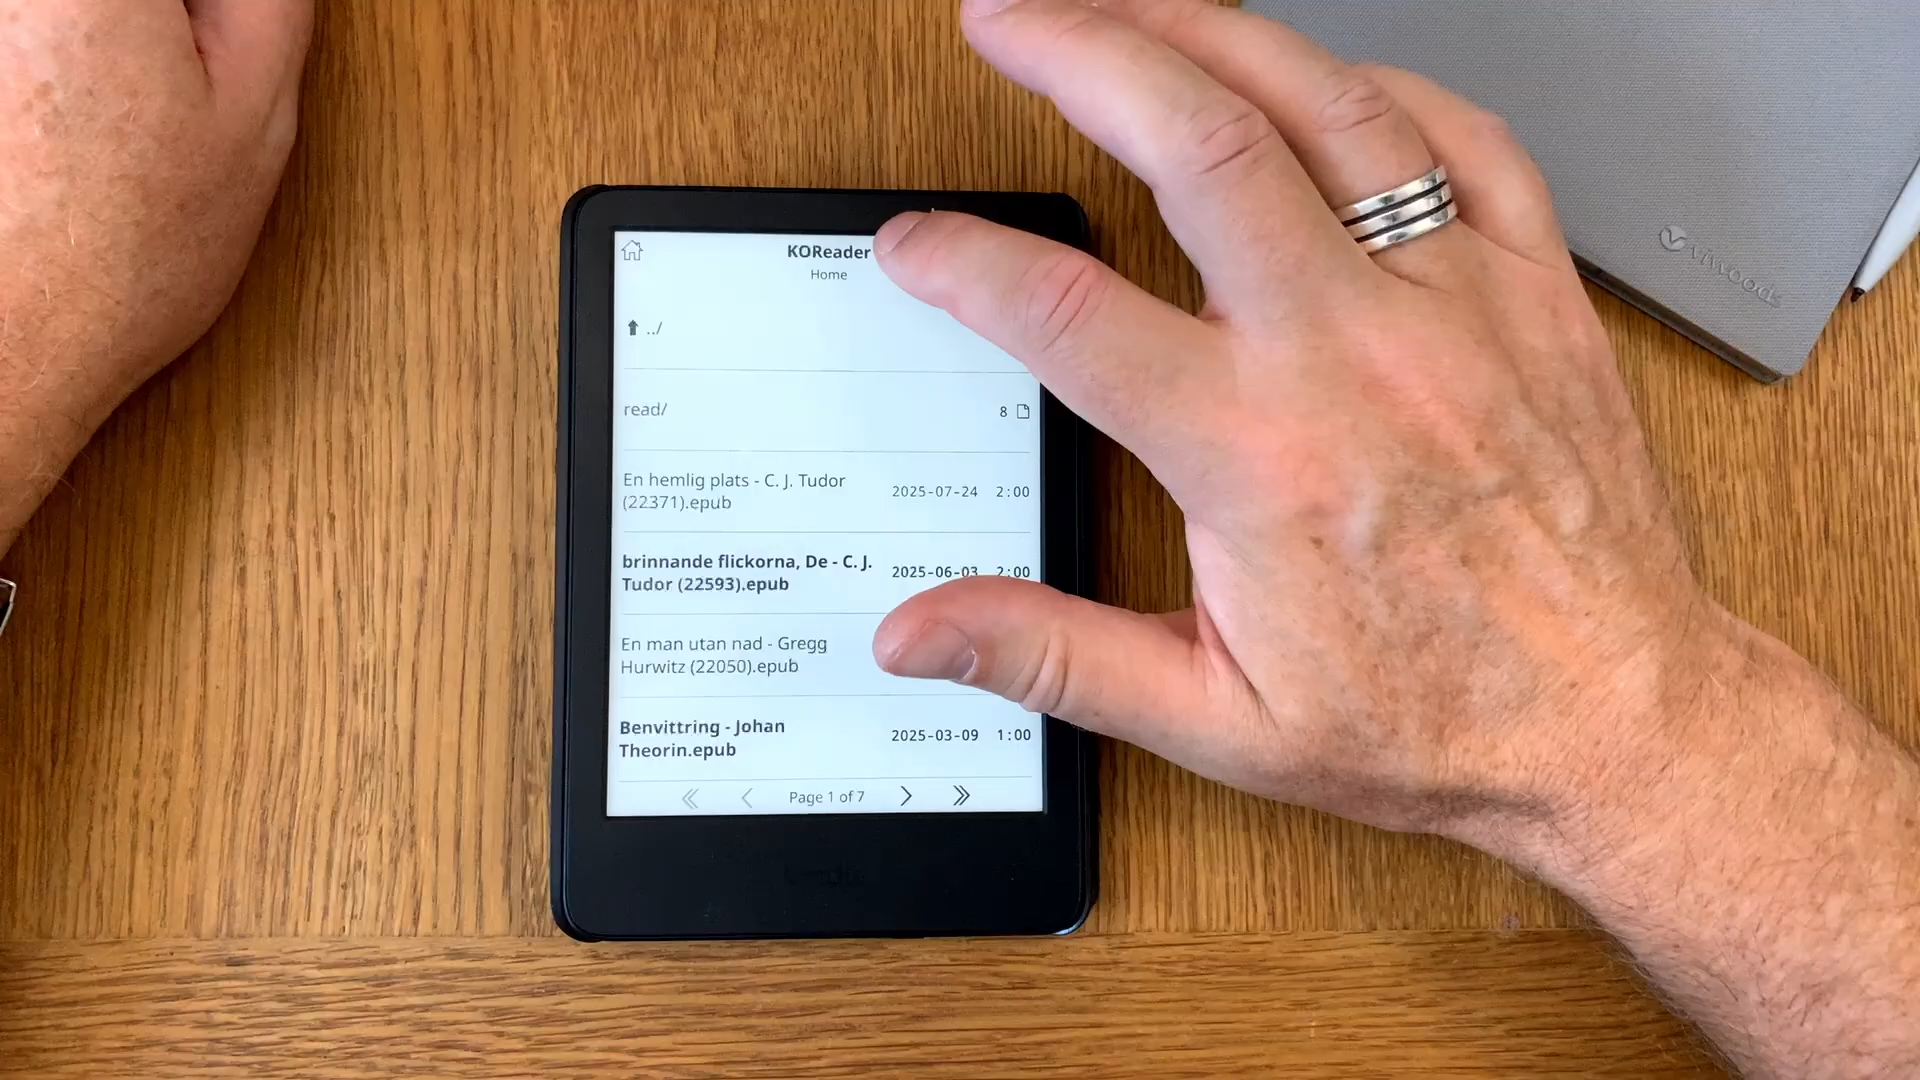 KOReader
Home
../
read/
8
En hemlig plats - C. J. Tudor
(22371).epub
2025-07-24 2:00
brinnande flickorna, De - C. J.
Tudor (22593).epub
2025-06-03 2:00
En man utan nad - Gregg
Hurwitz (22050).epub
Benvittring - Johan
Theorin.epub
2025-03-09 1:00
Page 1 of 7
viwoods